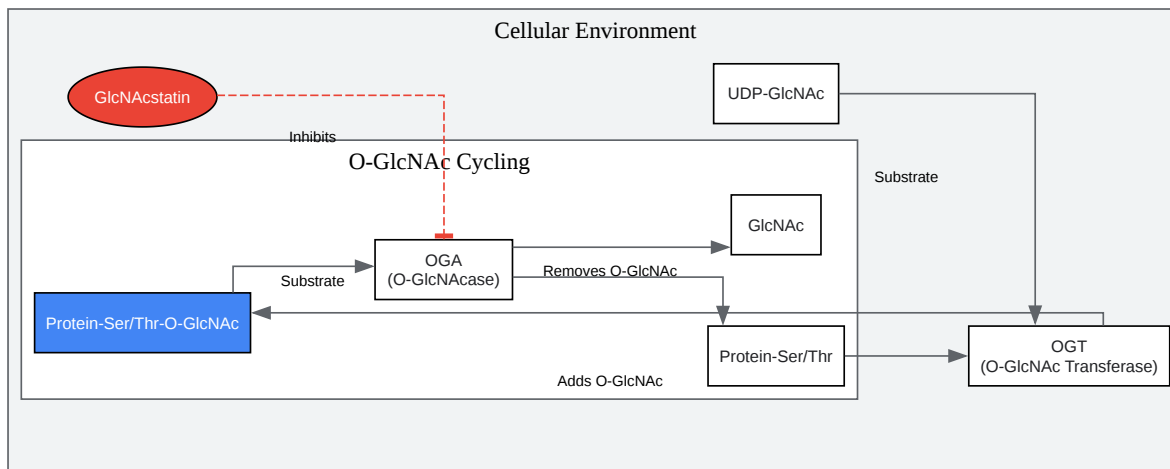 Cellular Environment
GlcNAcstatin
UDP-GlcNAc
Inhibits
O-GlcNAc Cycling
Substrate
GlcNAc
OGA
(O-GlcNAcase)
Substrate
Removes O-GlcNAc
Protein-Ser/Thr-O-GlcNAc
Protein-Ser/Thr
OGT
(O-GlcNAc Transferase)
Adds O-GlcNAc